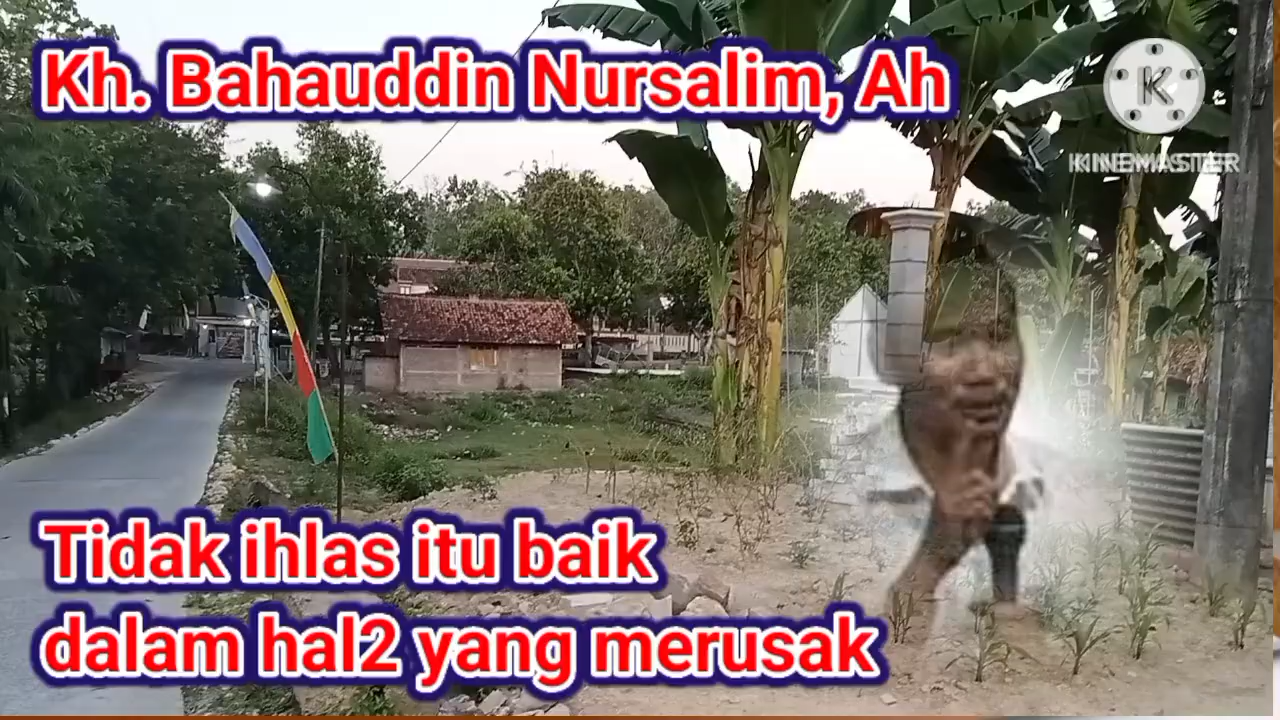 Kh. Bahauddin Nursalim, Ah
K
KINEMASTER
Tidak ihlas itu baik
dalam hal2 yang merusak